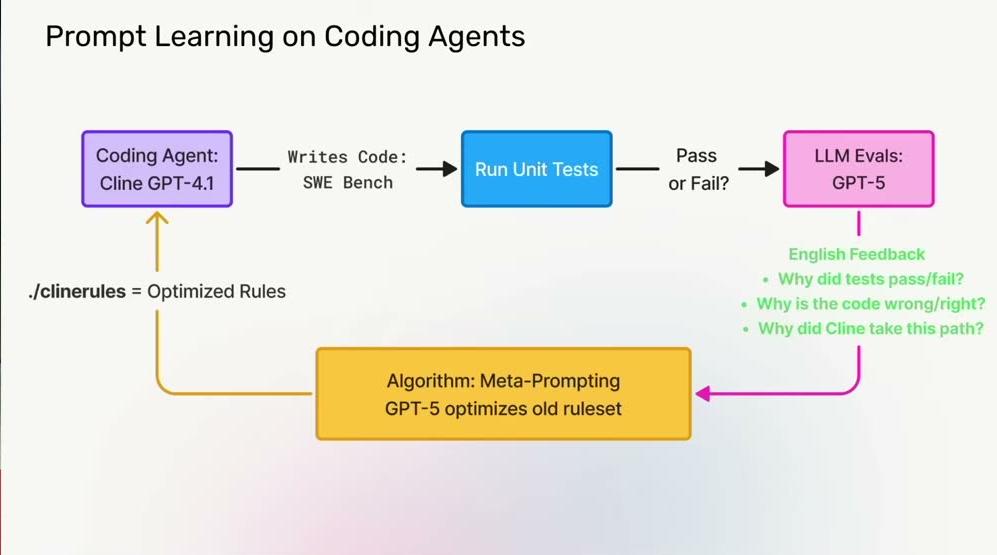 Prompt Learning on Coding Agents
Coding Agent:
Cline GPT-4.1
Writes Code:
SWE Bench
Run Unit Tests
Pass
or Fail?
LLM Evals:
GPT-5
English Feedback
• Why did tests pass/fail?
• Why is the code wrong/right?
• Why did Cline take this path?
./clinerules = Optimized Rules
Algorithm: Meta-Prompting
GPT-5 optimizes old ruleset